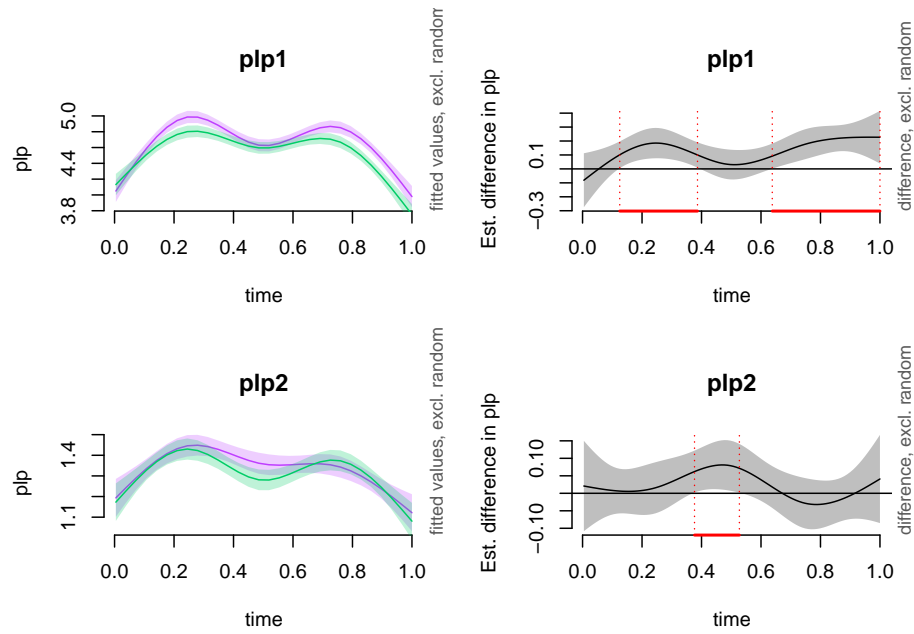 plp1
plp
5.0
4.4
3.8
0.0 0.2 0.4 0.6 0.8 1.0
time
fitted values, excl. random
plp1
Est. difference in plp
0.1
−0.3
0.0 0.2 0.4 0.6 0.8 1.0
time
difference, excl. random
plp2
plp
1.4
1.1
0.0 0.2 0.4 0.6 0.8 1.0
time
fitted values, excl. random
plp2
Est. difference in plp
0.10
−0.10
0.0 0.2 0.4 0.6 0.8 1.0
time
difference, excl. random